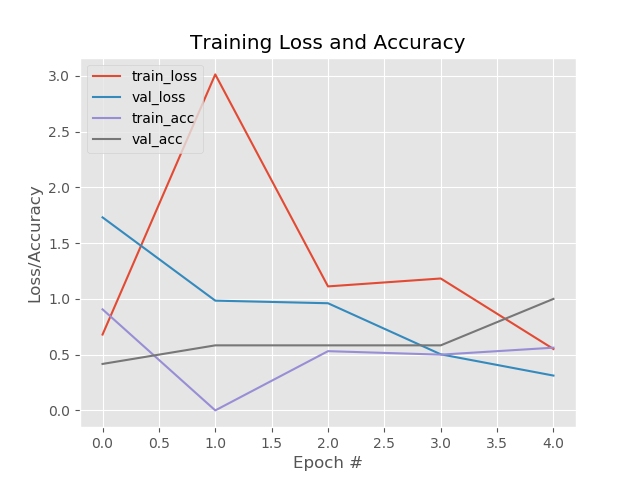 Training Loss and Accuracy
train_loss
val_loss
train_acc
val_acc
3.0
2.5
2.0
1.5
1.0
0.5
0.0
Loss/Accuracy
0.0 0.5 1.0 1.5 2.0 2.5 3.0 3.5 4.0
Epoch #